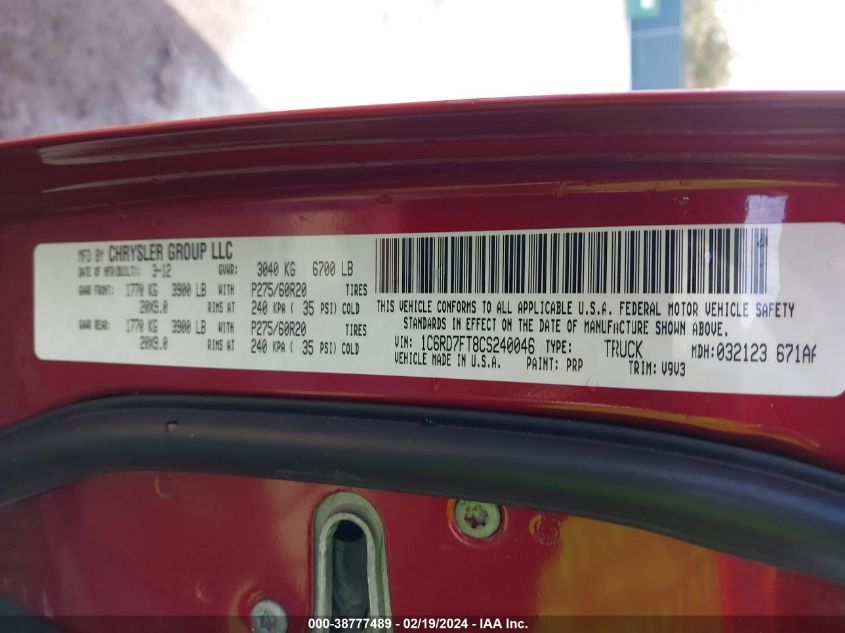 MFD BY CHRYSLER GROUP LLC
DATE OF MFR(BUILT): 3-12 GVWR: 3040 KG 6700 LB
GAWR FRONT: 1770 KG 3900 LB WITH P275/60R20 TIRES
20X9.0 RIMS AT 240 KPA ( 35 PSI) COLD
GAWR REAR: 1770 KG 3900 LB WITH P275/60R20 TIRES
20X9.0 RIMS AT 240 KPA ( 35 PSI) COLD
THIS VEHICLE CONFORMS TO ALL APPLICABLE U.S.A. FEDERAL MOTOR VEHICLE SAFETY
STANDARDS IN EFFECT ON THE DATE OF MANUFACTURE SHOWN ABOVE.
VIN: 1C6RD7FT8CS240046 TYPE: TRUCK MDH:032123 671AA
VEHICLE MADE IN U.S.A. PAINT: PRP TRIM: V9V3
000-38777489 - 02/19/2024 - IAA Inc.